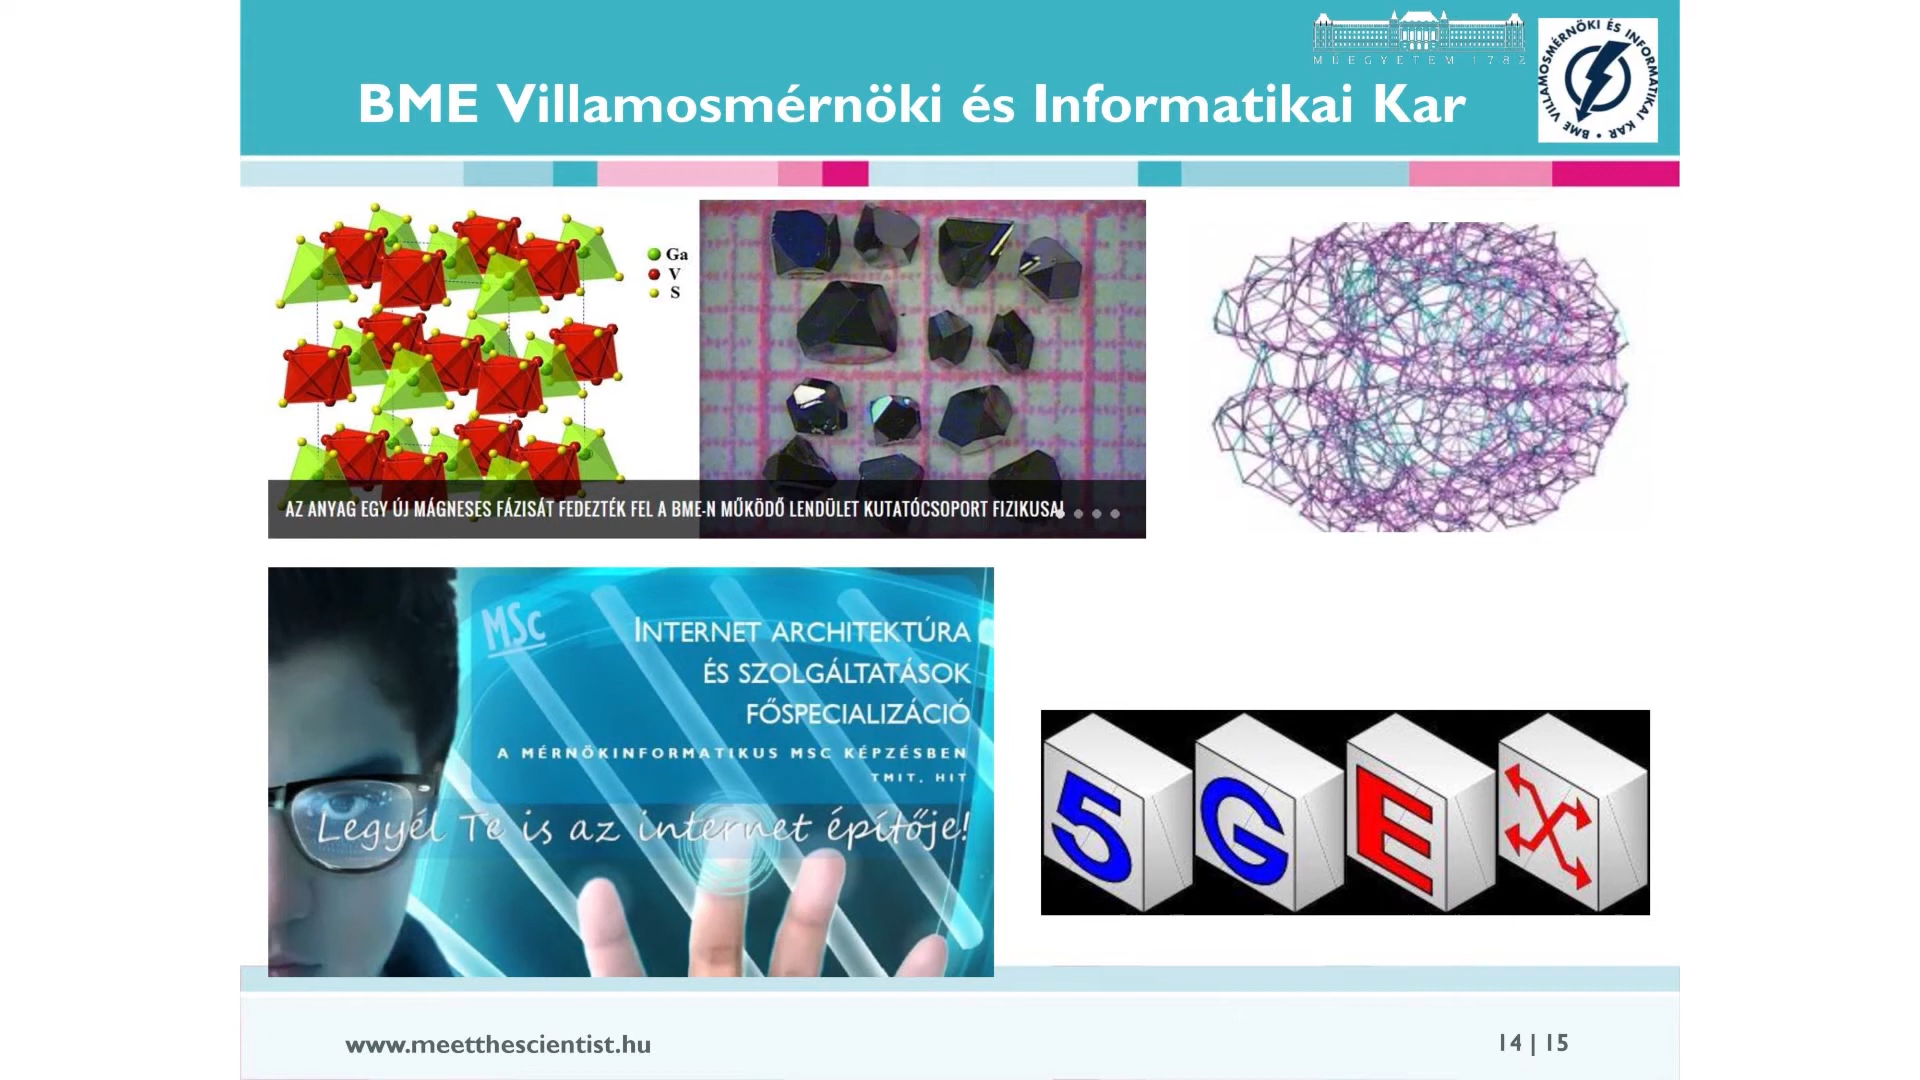 MŰEGYETEM 1782
BME Villamosmérnöki és Informatikai Kar
BME VILLAMOSMÉRNÖKI ÉS INFORMATIKAI KAR •
Ga
V
S
AZ ANYAG EGY ÚJ MÁGNESES FÁZISÁT FEDEZTÉK FEL A BME-N MŰKÖDŐ LENDÜLET KUTATÓCSOPORT FIZIKUSAI
MSc
INTERNET ARCHITEKTÚRA
ÉS SZOLGÁLTATÁSOK
FŐSPECIALIZÁCIÓ
A MÉRNÖKINFORMATIKUS MSC KÉPZÉSBEN
TMIT, HIT
Legyél Te is az internet építője!
5GE
www.meetthescientist.hu
14 | 15